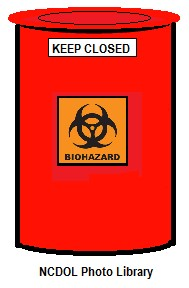 KEEP CLOSED
BIOHAZARD
NCDOL Photo Library